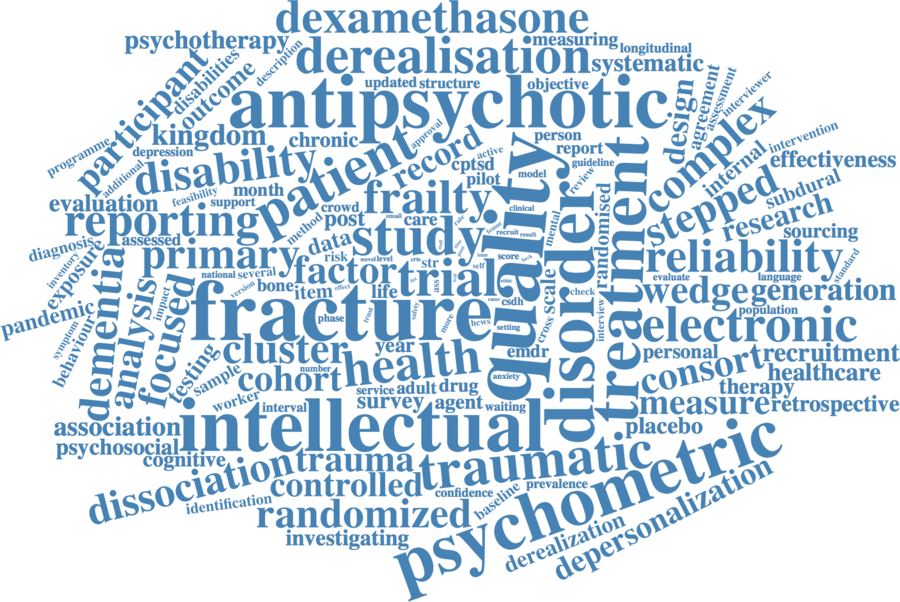 dexamethasone
psychotherapy
derealisation
measuring
longitudinal
description
systematic
disabilities
outcome
participant
updated
structure
objective
antipsychotic
design
agreement
assessment
interviewer
kingdom
chronic
approval
person
complex
programme
depression
additional
disability
patient
record
active
cptsd
pilot
model
report
guideline
review
internal
intervention
effectiveness
feasibility
month
support
evaluation
frailty
quality
disorder
treatment
randomised
stepped
subdural
reporting
crowd
post
email
care
rate
clinical
method
mental
research
sourcing
diagnosis
assessed
primary
data
study
recruit
result
risk
novel
level
score
reliability
standard
exposure
inventory
national
several
bone
factor
trial
str
self
evaluate
language
version
item
effect
life
ass
cross
scale
check
wedge
generation
population
pandemic
dementia
analysis
impact
focused
fracture
phase
trust
safety
more
hcws
csdh
setting
interview
electronic
symptom
behaviour
testing
cluster
year
health
emdr
personal
consort
recruitment
sample
number
cohort
anxiety
healthcare
worker
service
adult
drug
therapy
interval
survey
agent
waiting
measure
retrospective
association
intellectual
placebo
psychosocial
cognitive
trauma
traumatic
psychometric
dissociation
controlled
confidence
prevalence
baseline
identification
randomized
derealization
depersonalization
investigating